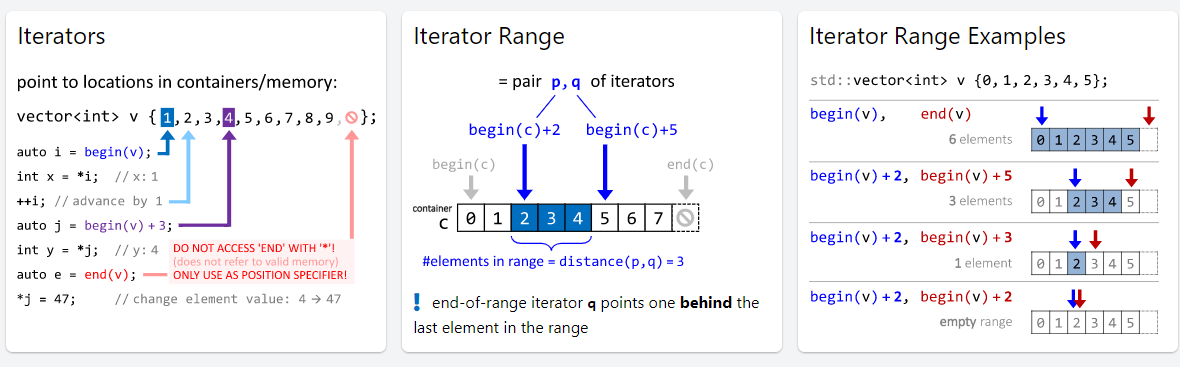 Iterators
point to locations in containers/memory:
vector<int> v {1,2,3,4,5,6,7,8,9, };
auto i = begin(v);
int x = *i; // x: 1
++i; // advance by 1
auto j = begin(v) + 3;
int y = *j; // y: 4
auto e = end(v);
*j = 47; // change element value: 4 → 47
DO NOT ACCESS 'END' WITH '*'!
(does not refer to valid memory)
ONLY USE AS POSITION SPECIFIER!
Iterator Range
= pair p,q of iterators
begin(c)+2 begin(c)+5
begin(c) end(c)
container
c 0 1 2 3 4 5 6 7
#elements in range = distance(p,q) = 3
! end-of-range iterator q points one behind the
last element in the range
Iterator Range Examples
std::vector<int> v {0,1,2,3,4,5};
begin(v), end(v)
6 elements 0 1 2 3 4 5
begin(v) + 2, begin(v) + 5
3 elements 0 1 2 3 4 5
begin(v) + 2, begin(v) + 3
1 element 0 1 2 3 4 5
begin(v) + 2, begin(v) + 2
empty range 0 1 2 3 4 5